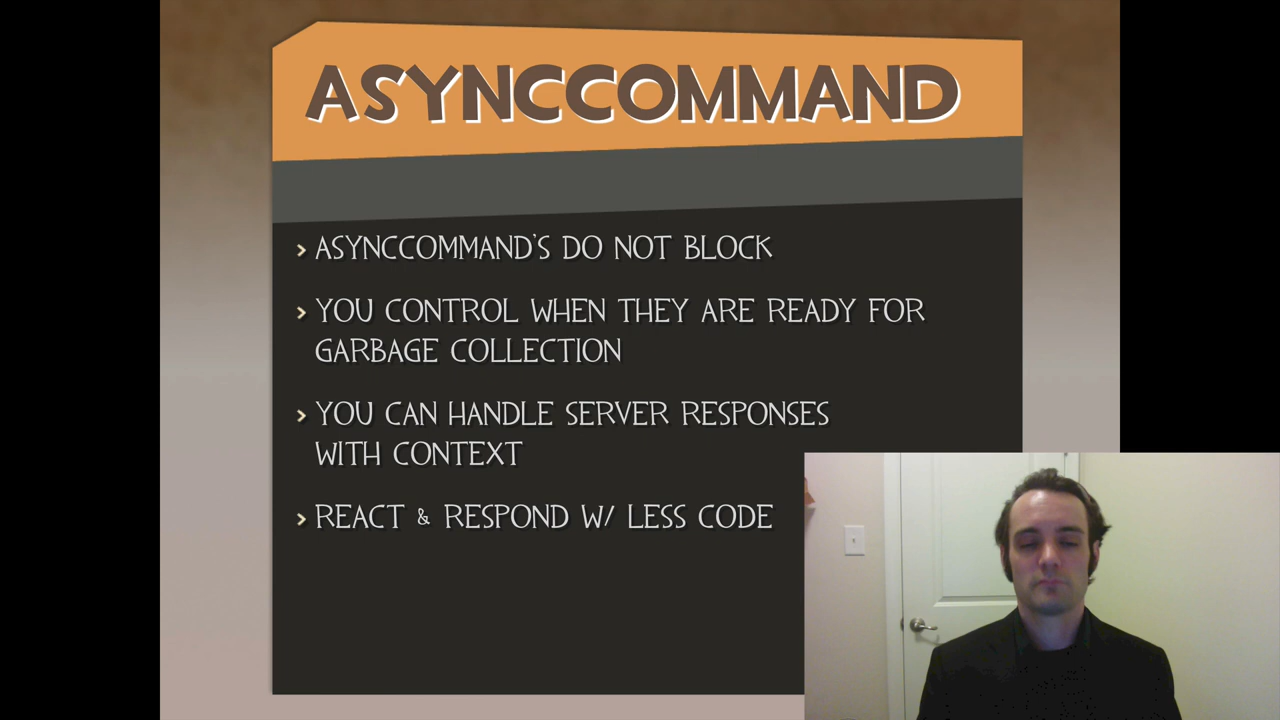 ASYNCCOMMAND
› ASYNCCOMMAND'S DO NOT BLOCK
› YOU CONTROL WHEN THEY ARE READY FOR
GARBAGE COLLECTION
› YOU CAN HANDLE SERVER RESPONSES
WITH CONTEXT
› REACT & RESPOND W/ LESS CODE